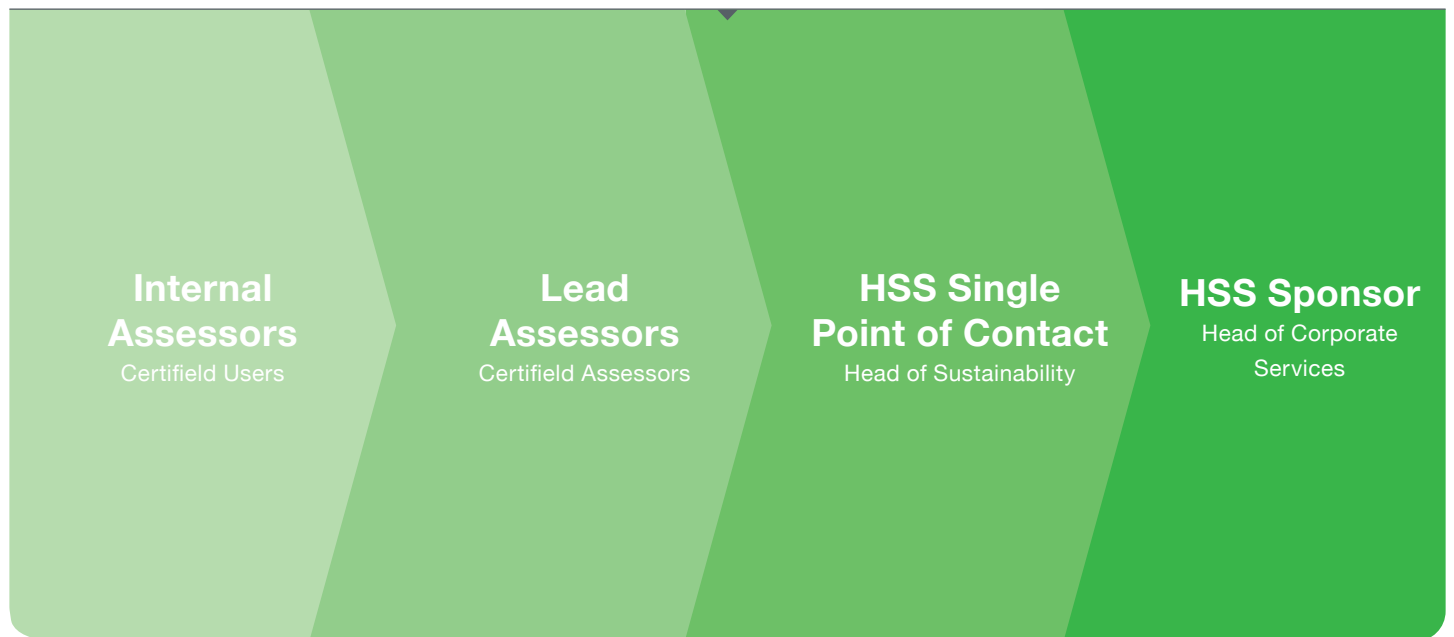 Internal
Assessors
Certifield Users
Lead
Assessors
Certifield Assessors
HSS Single
Point of Contact
Head of Sustainability
HSS Sponsor
Head of Corporate
Services